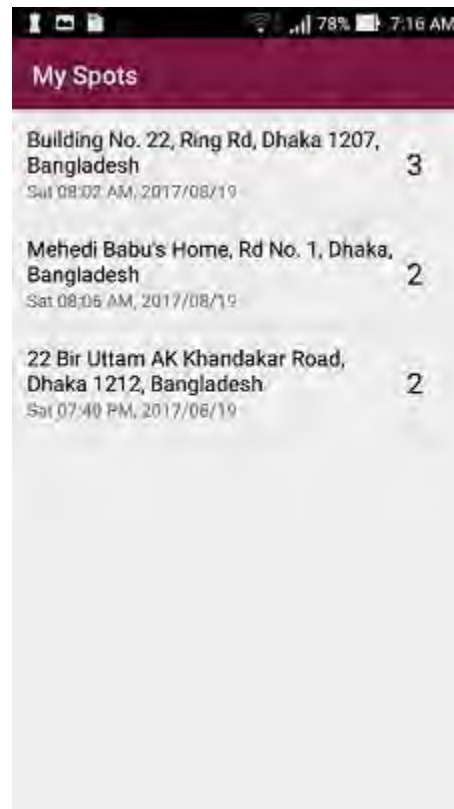 78% 7:16 AM
My Spots
Building No. 22, Ring Rd, Dhaka 1207,
Bangladesh
3
Sat 08:02 AM, 2017/08/19
Mehedi Babu's Home, Rd No. 1, Dhaka,
Bangladesh
2
Sat 08:06 AM, 2017/08/19
22 Bir Uttam AK Khandakar Road,
Dhaka 1212, Bangladesh
2
Sat 07:40 PM, 2017/08/19